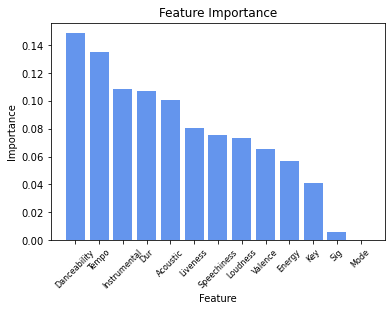 Feature Importance
0.14
0.12
0.10
0.08
0.06
0.04
0.02
0.00
Importance
Danceability
Tempo
Instrumental
Dur
Acoustic
Liveness
Speechiness
Loudness
Valence
Energy
Key
Sig
Mode
Feature